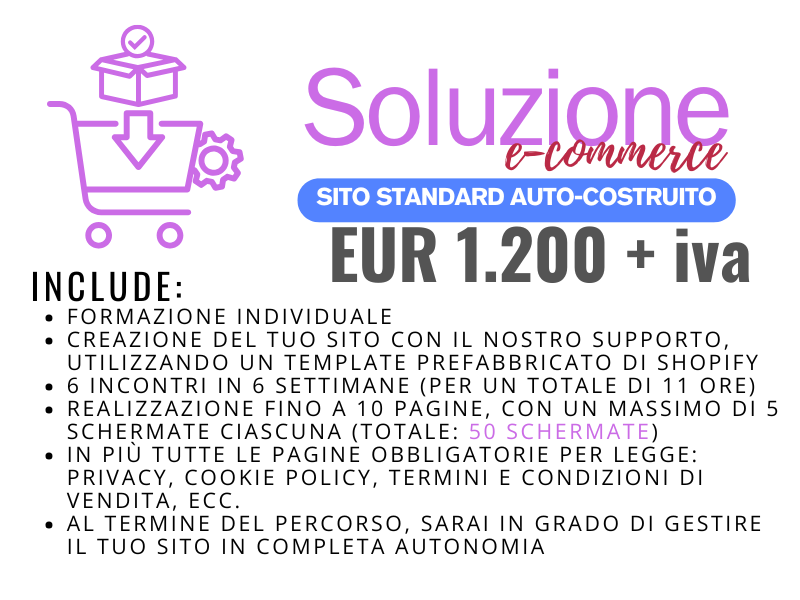 Soluzione
e-commerce
SITO STANDARD AUTO-COSTRUITO
EUR 1.200 + iva
INCLUDE:
• FORMAZIONE INDIVIDUALE
• CREAZIONE DEL TUO SITO CON IL NOSTRO SUPPORTO,
UTILIZZANDO UN TEMPLATE PREFABBRICATO DI SHOPIFY
• 6 INCONTRI IN 6 SETTIMANE (PER UN TOTALE DI 11 ORE)
• REALIZZAZIONE FINO A 10 PAGINE, CON UN MASSIMO DI 5
SCHERMATE CIASCUNA (TOTALE: 50 SCHERMATE)
• IN PIÙ TUTTE LE PAGINE OBBLIGATORIE PER LEGGE:
PRIVACY, COOKIE POLICY, TERMINI E CONDIZIONI DI
VENDITA, ECC.
• AL TERMINE DEL PERCORSO, SARAI IN GRADO DI GESTIRE
IL TUO SITO IN COMPLETA AUTONOMIA